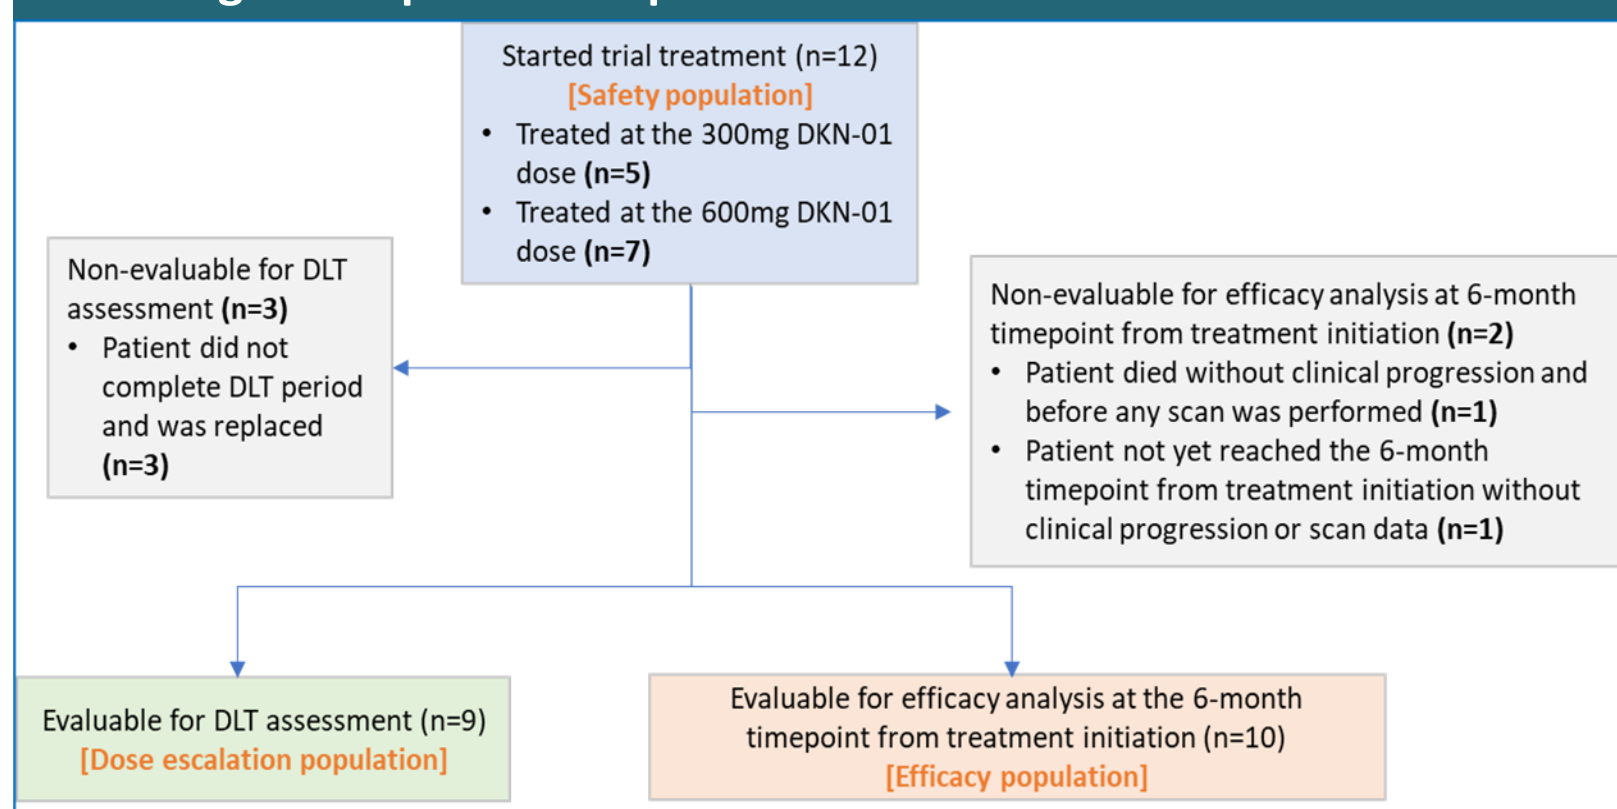 Started trial treatment (n=12)
[Safety population]
• Treated at the 300mg DKN-01
dose (n=5)
• Treated at the 600mg DKN-01
dose (n=7)
Non-evaluable for DLT
assessment (n=3)
• Patient did not
complete DLT period
and was replaced
(n=3)
Non-evaluable for efficacy analysis at 6-month
timepoint from treatment initiation (n=2)
• Patient died without clinical progression and
before any scan was performed (n=1)
• Patient not yet reached the 6-month
timepoint from treatment initiation without
clinical progression or scan data (n=1)
Evaluable for DLT assessment (n=9)
[Dose escalation population]
Evaluable for efficacy analysis at the 6-month
timepoint from treatment initiation (n=10)
[Efficacy population]